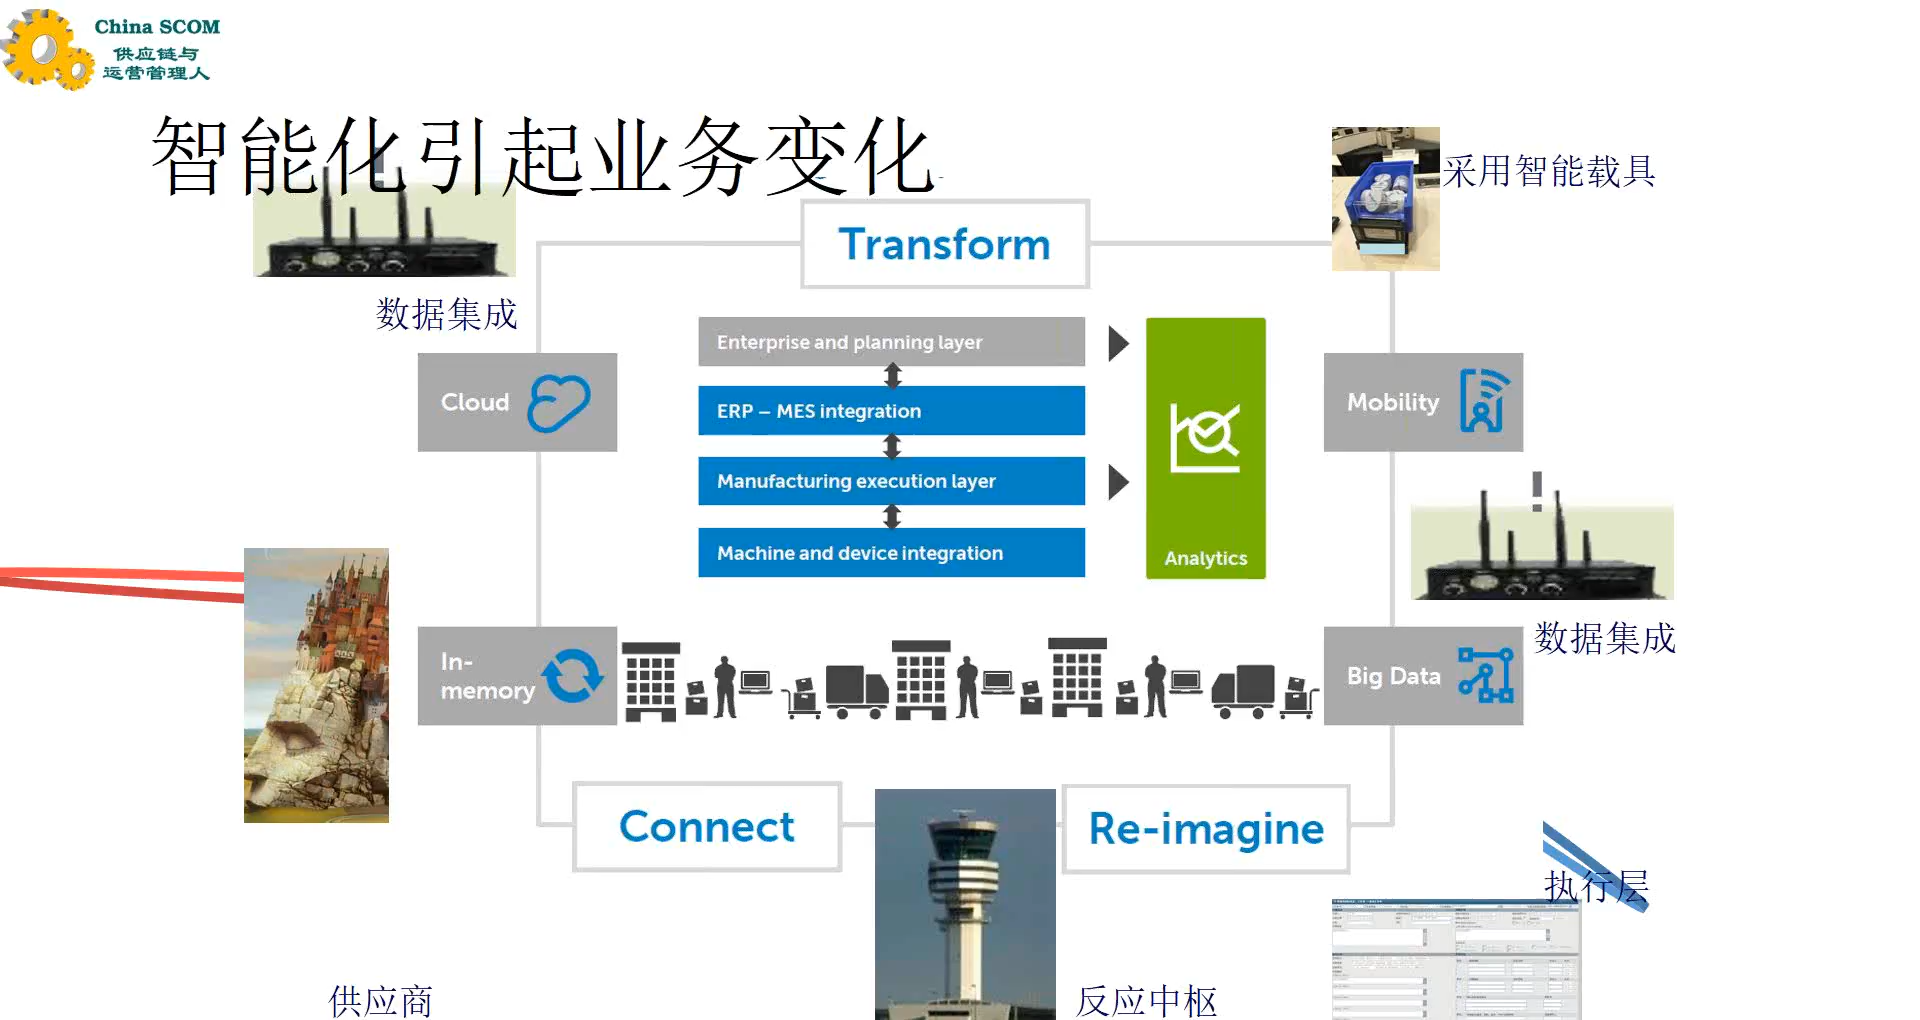 China SCOM
供应链与
运营管理人
智能化引起业务变化
采用智能载具
Transform
数据集成
Enterprise and planning layer
Cloud
ERP – MES integration
Mobility
Manufacturing execution layer
Machine and device integration
Analytics
数据集成
In-
memory
Big Data
Connect
Re-imagine
执行层
供应商
反应中枢